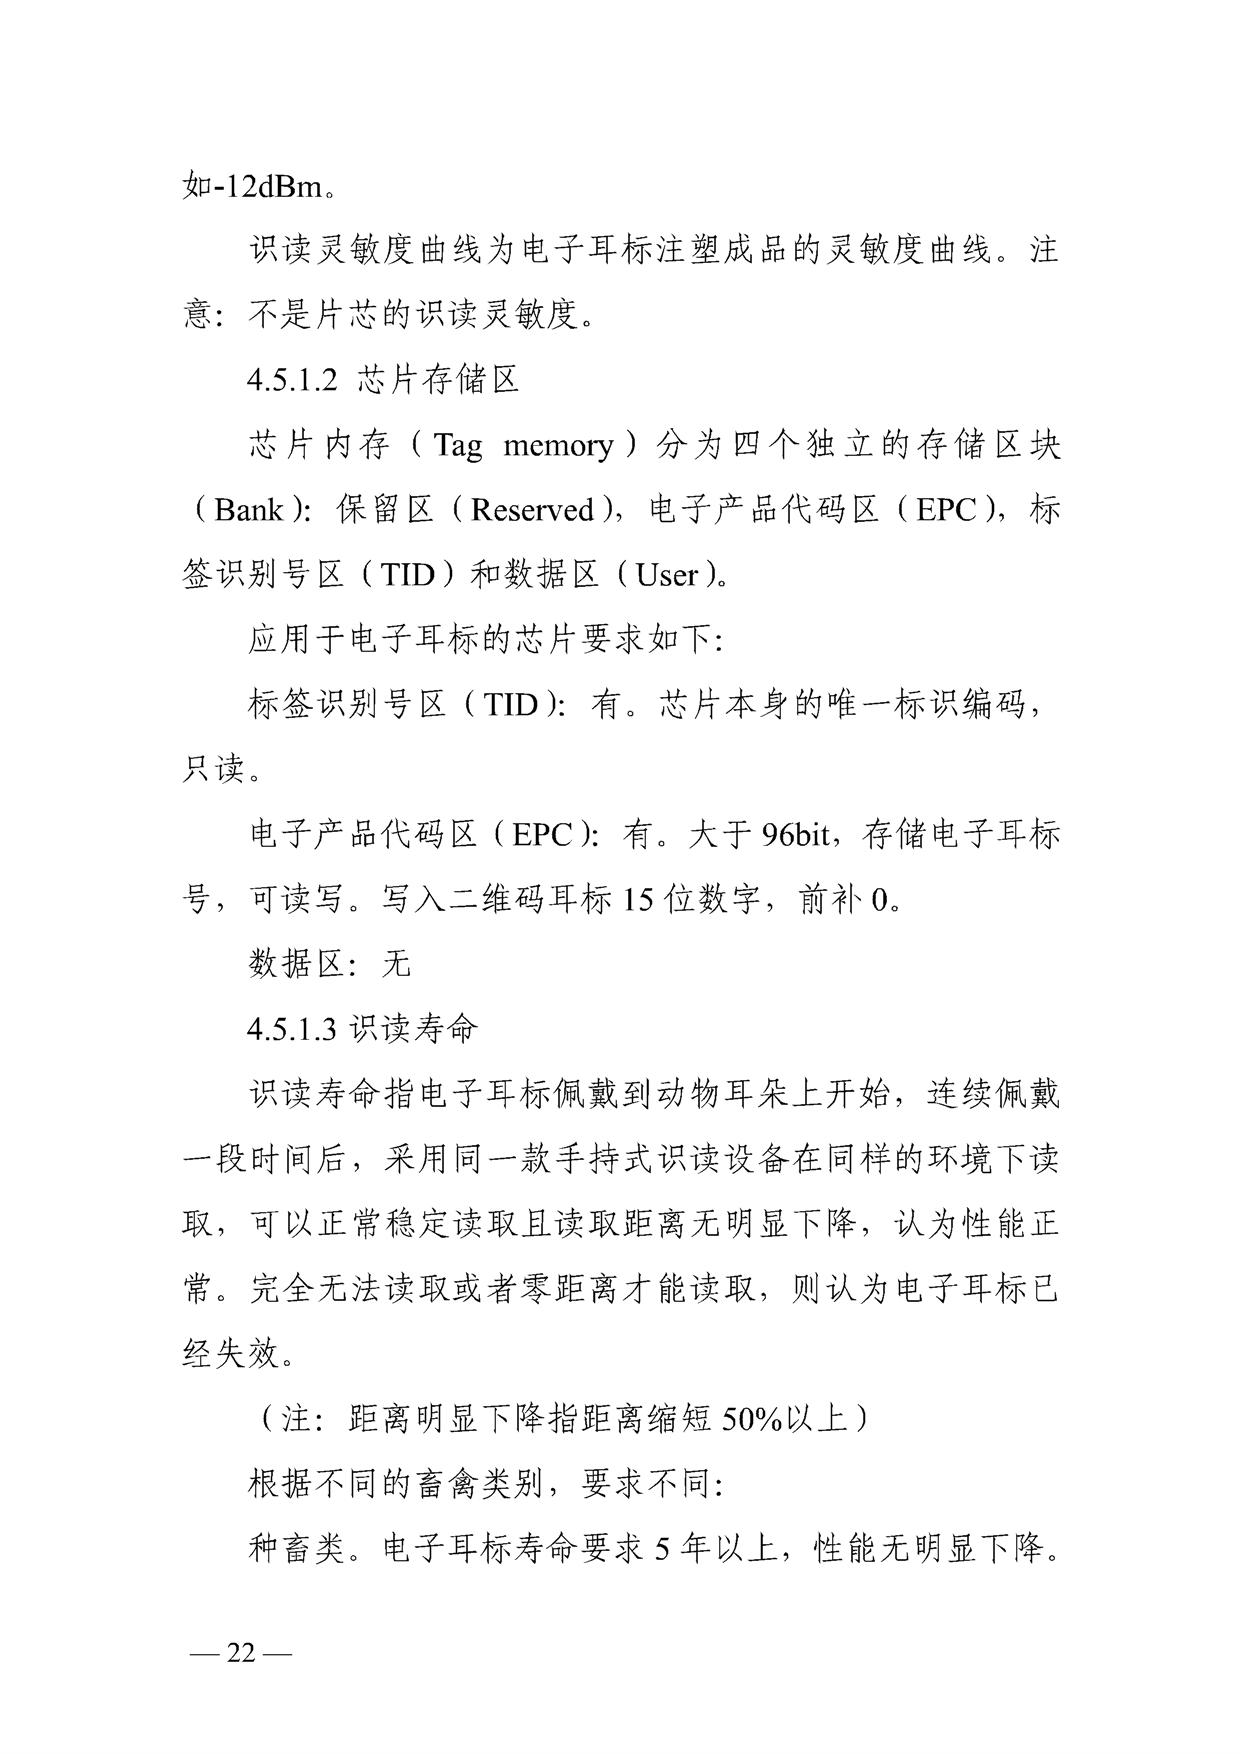 如-12dBm。
识读灵敏度曲线为电子耳标注塑成品的灵敏度曲线。注
意：不是片芯的识读灵敏度。
4.5.1.2 芯片存储区
芯片内存（Tag memory）分为四个独立的存储区块
（Bank）：保留区（Reserved），电子产品代码区（EPC），标
签识别号区（TID）和数据区（User）。
应用于电子耳标的芯片要求如下：
标签识别号区（TID）：有。芯片本身的唯一标识编码，
只读。
电子产品代码区（EPC）：有。大于 96bit，存储电子耳标
号，可读写。写入二维码耳标 15 位数字，前补 0。
数据区：无
4.5.1.3 识读寿命
识读寿命指电子耳标佩戴到动物耳朵上开始，连续佩戴
一段时间后，采用同一款手持式识读设备在同样的环境下读
取，可以正常稳定读取且读取距离无明显下降，认为性能正
常。完全无法读取或者零距离才能读取，则认为电子耳标已
经失效。
（注：距离明显下降指距离缩短 50%以上）
根据不同的畜禽类别，要求不同：
种畜类。电子耳标寿命要求 5 年以上，性能无明显下降。
— 22 —